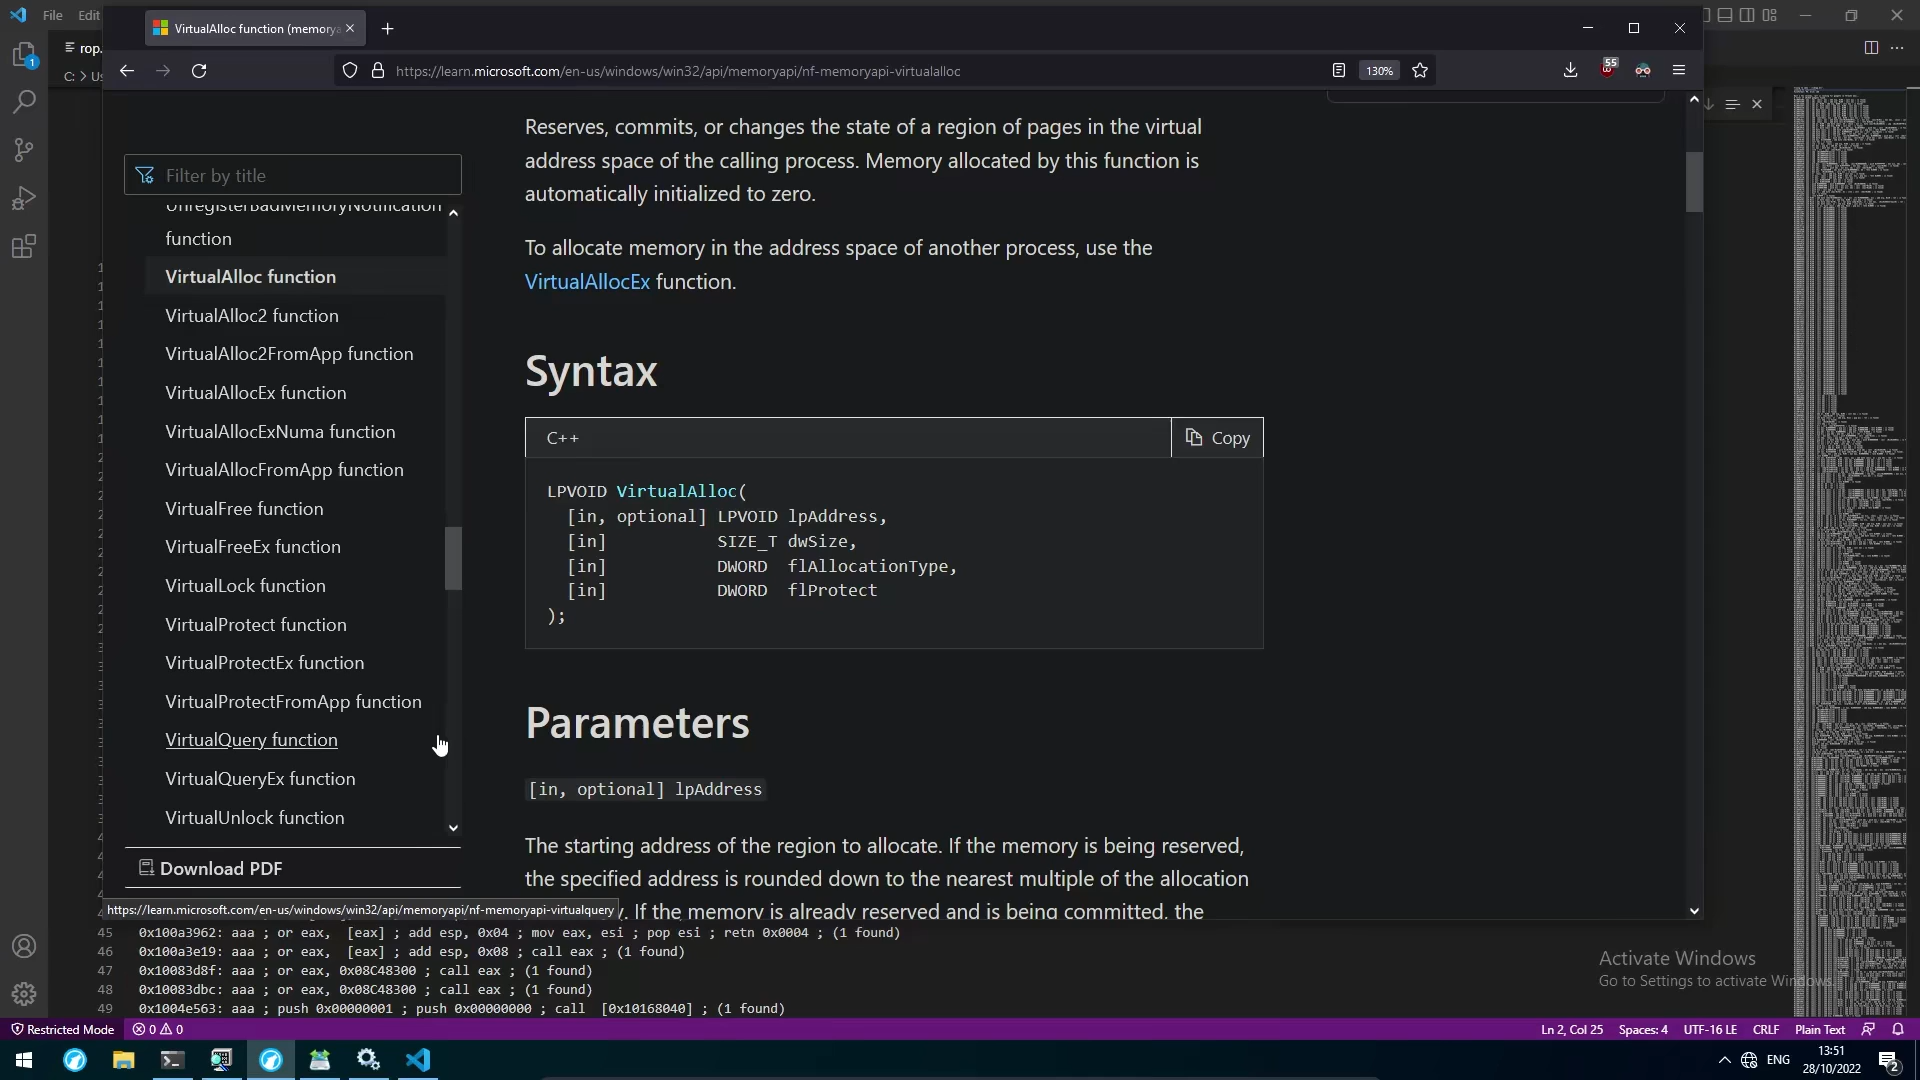 File Edit
VirtualAlloc function (memorya
https://learn.microsoft.com/en-us/windows/win32/api/memoryapi/nf-memoryapi-virtualalloc
130%
55
1
rop.
C: > Us
Filter by title
UnregisterBadMemoryNotification
function
VirtualAlloc function
VirtualAlloc2 function
VirtualAlloc2FromApp function
VirtualAllocEx function
VirtualAllocExNuma function
VirtualAllocFromApp function
VirtualFree function
VirtualFreeEx function
VirtualLock function
VirtualProtect function
VirtualProtectEx function
VirtualProtectFromApp function
VirtualQuery function
VirtualQueryEx function
VirtualUnlock function
Download PDF
https://learn.microsoft.com/en-us/windows/win32/api/memoryapi/nf-memoryapi-virtualquery
Reserves, commits, or changes the state of a region of pages in the virtual
address space of the calling process. Memory allocated by this function is
automatically initialized to zero.
To allocate memory in the address space of another process, use the
VirtualAllocEx function.
Syntax
C++
Copy
LPVOID VirtualAlloc(
[in, optional] LPVOID lpAddress,
[in] SIZE_T dwSize,
[in] DWORD flAllocationType,
[in] DWORD flProtect
);
Parameters
[in, optional] lpAddress
The starting address of the region to allocate. If the memory is being reserved,
the specified address is rounded down to the nearest multiple of the allocation
. If the memory is already reserved and is being committed, the
45 0x100a3962: aaa ; or eax, [eax] ; add esp, 0x04 ; mov eax, esi ; pop esi ; retn 0x0004 ; (1 found)
46 0x100a3e19: aaa ; or eax, [eax] ; add esp, 0x08 ; call eax ; (1 found)
47 0x10083d8f: aaa ; or eax, 0x08C48300 ; call eax ; (1 found)
48 0x10083dbc: aaa ; or eax, 0x08C48300 ; call eax ; (1 found)
49 0x1004e563: aaa ; push 0x00000001 ; push 0x00000000 ; call [0x10168040] ; (1 found)
Activate Windows
Go to Settings to activate Windows.
Restricted Mode 0 0
Ln 2, Col 25 Spaces: 4 UTF-16 LE CRLF Plain Text
ENG
13:51
28/10/2022
2